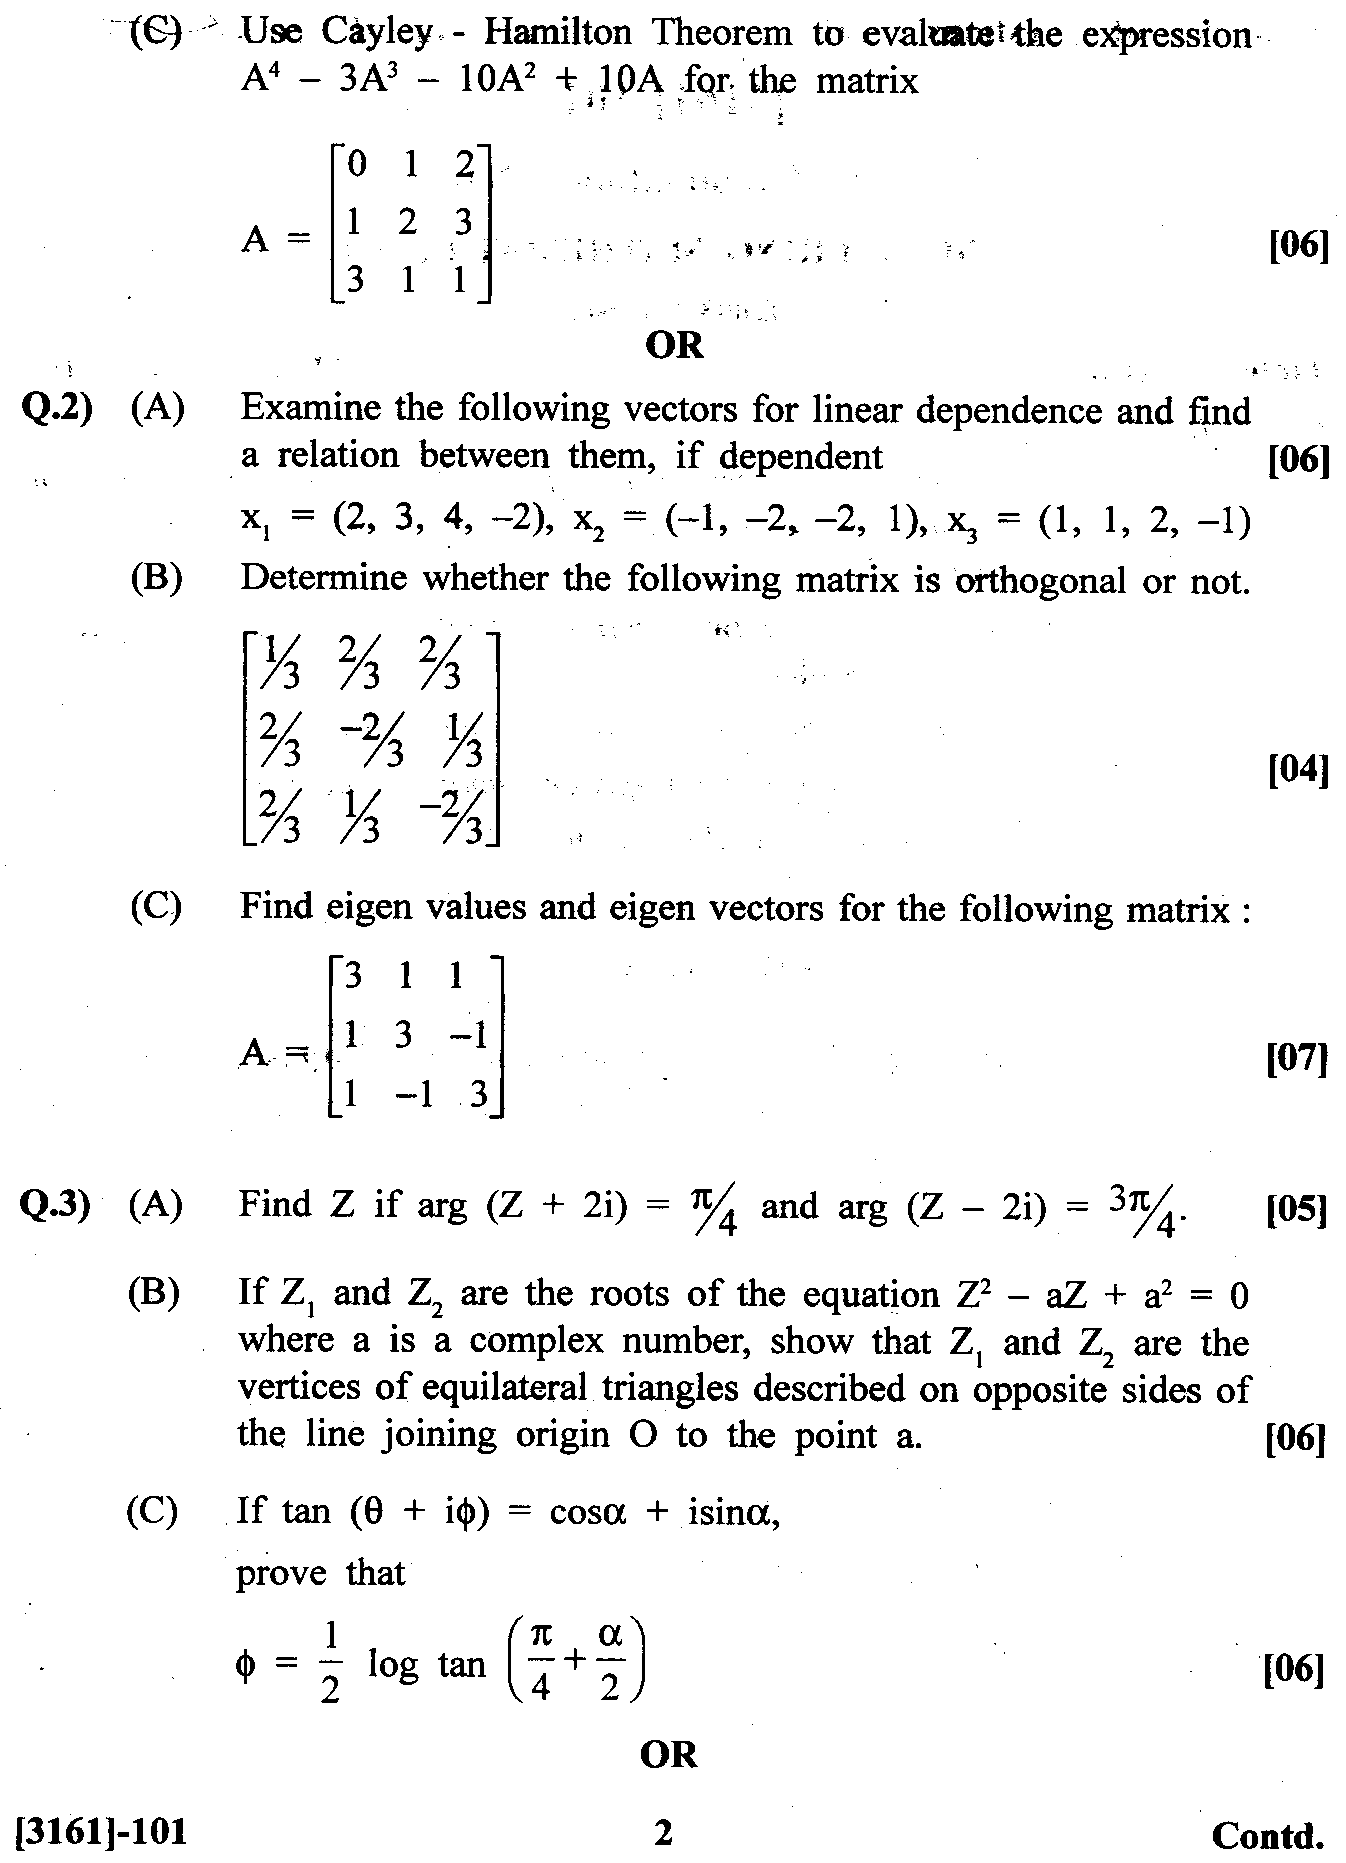 (C) Use Cayley - Hamilton Theorem to evaluate the expression
A⁴ – 3A³ – 10A² + 10A for the matrix
A = [0 1 2
1 2 3
3 1 1] [06]
OR
Q.2) (A) Examine the following vectors for linear dependence and find
a relation between them, if dependent [06]
x₁ = (2, 3, 4, –2), x₂ = (–1, –2, –2, 1), x₃ = (1, 1, 2, –1)
(B) Determine whether the following matrix is orthogonal or not.
[1/3 2/3 2/3
2/3 –2/3 1/3
2/3 1/3 –2/3] [04]
(C) Find eigen values and eigen vectors for the following matrix :
A = [3 1 1
1 3 –1
1 –1 3] [07]
Q.3) (A) Find Z if arg (Z + 2i) = π/4 and arg (Z – 2i) = 3π/4. [05]
(B) If Z₁ and Z₂ are the roots of the equation Z² – aZ + a² = 0
where a is a complex number, show that Z₁ and Z₂ are the
vertices of equilateral triangles described on opposite sides of
the line joining origin O to the point a. [06]
(C) If tan (θ + iϕ) = cosα + isinα,
prove that
ϕ = 1/2 log tan (π/4 + α/2) [06]
OR
[3161]-101 2 Contd.